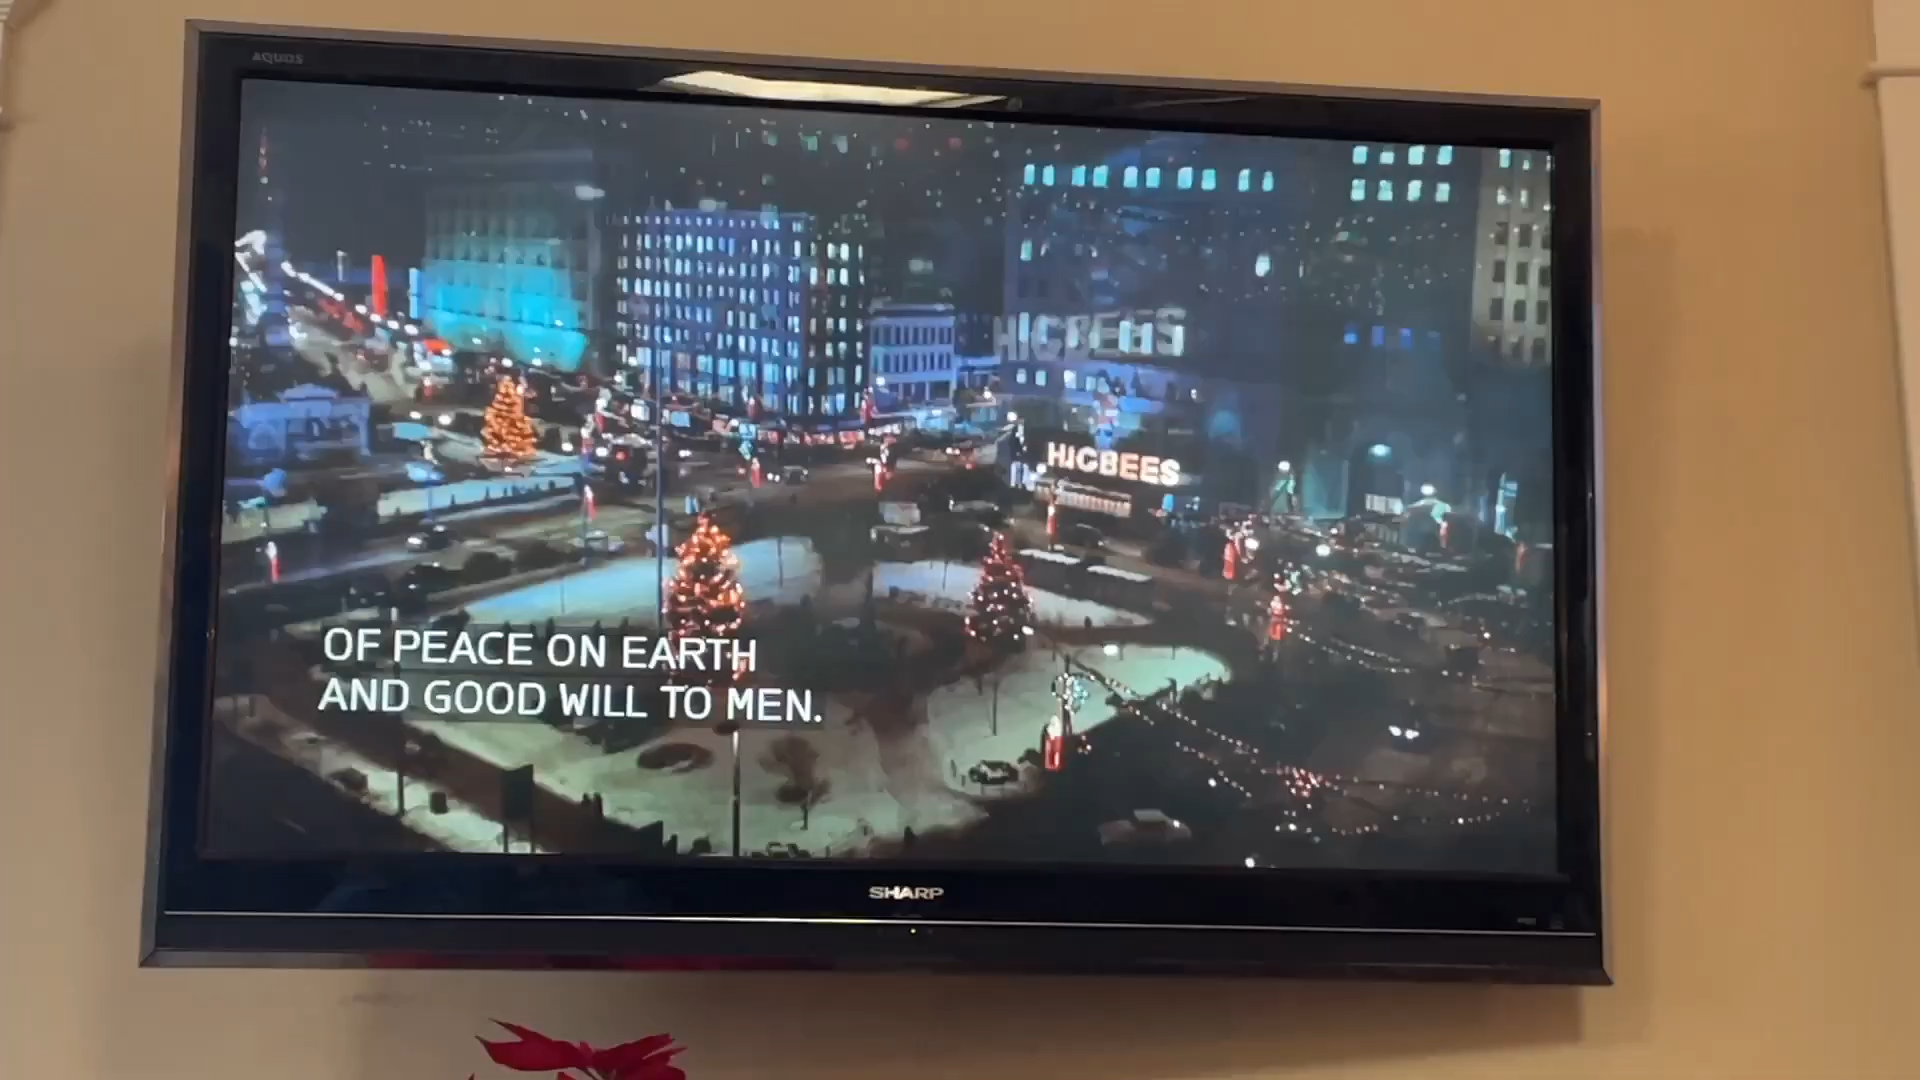 AQUOS
HIGBEES
HIGBEES
OF PEACE ON EARTH
AND GOOD WILL TO MEN.
SHARP